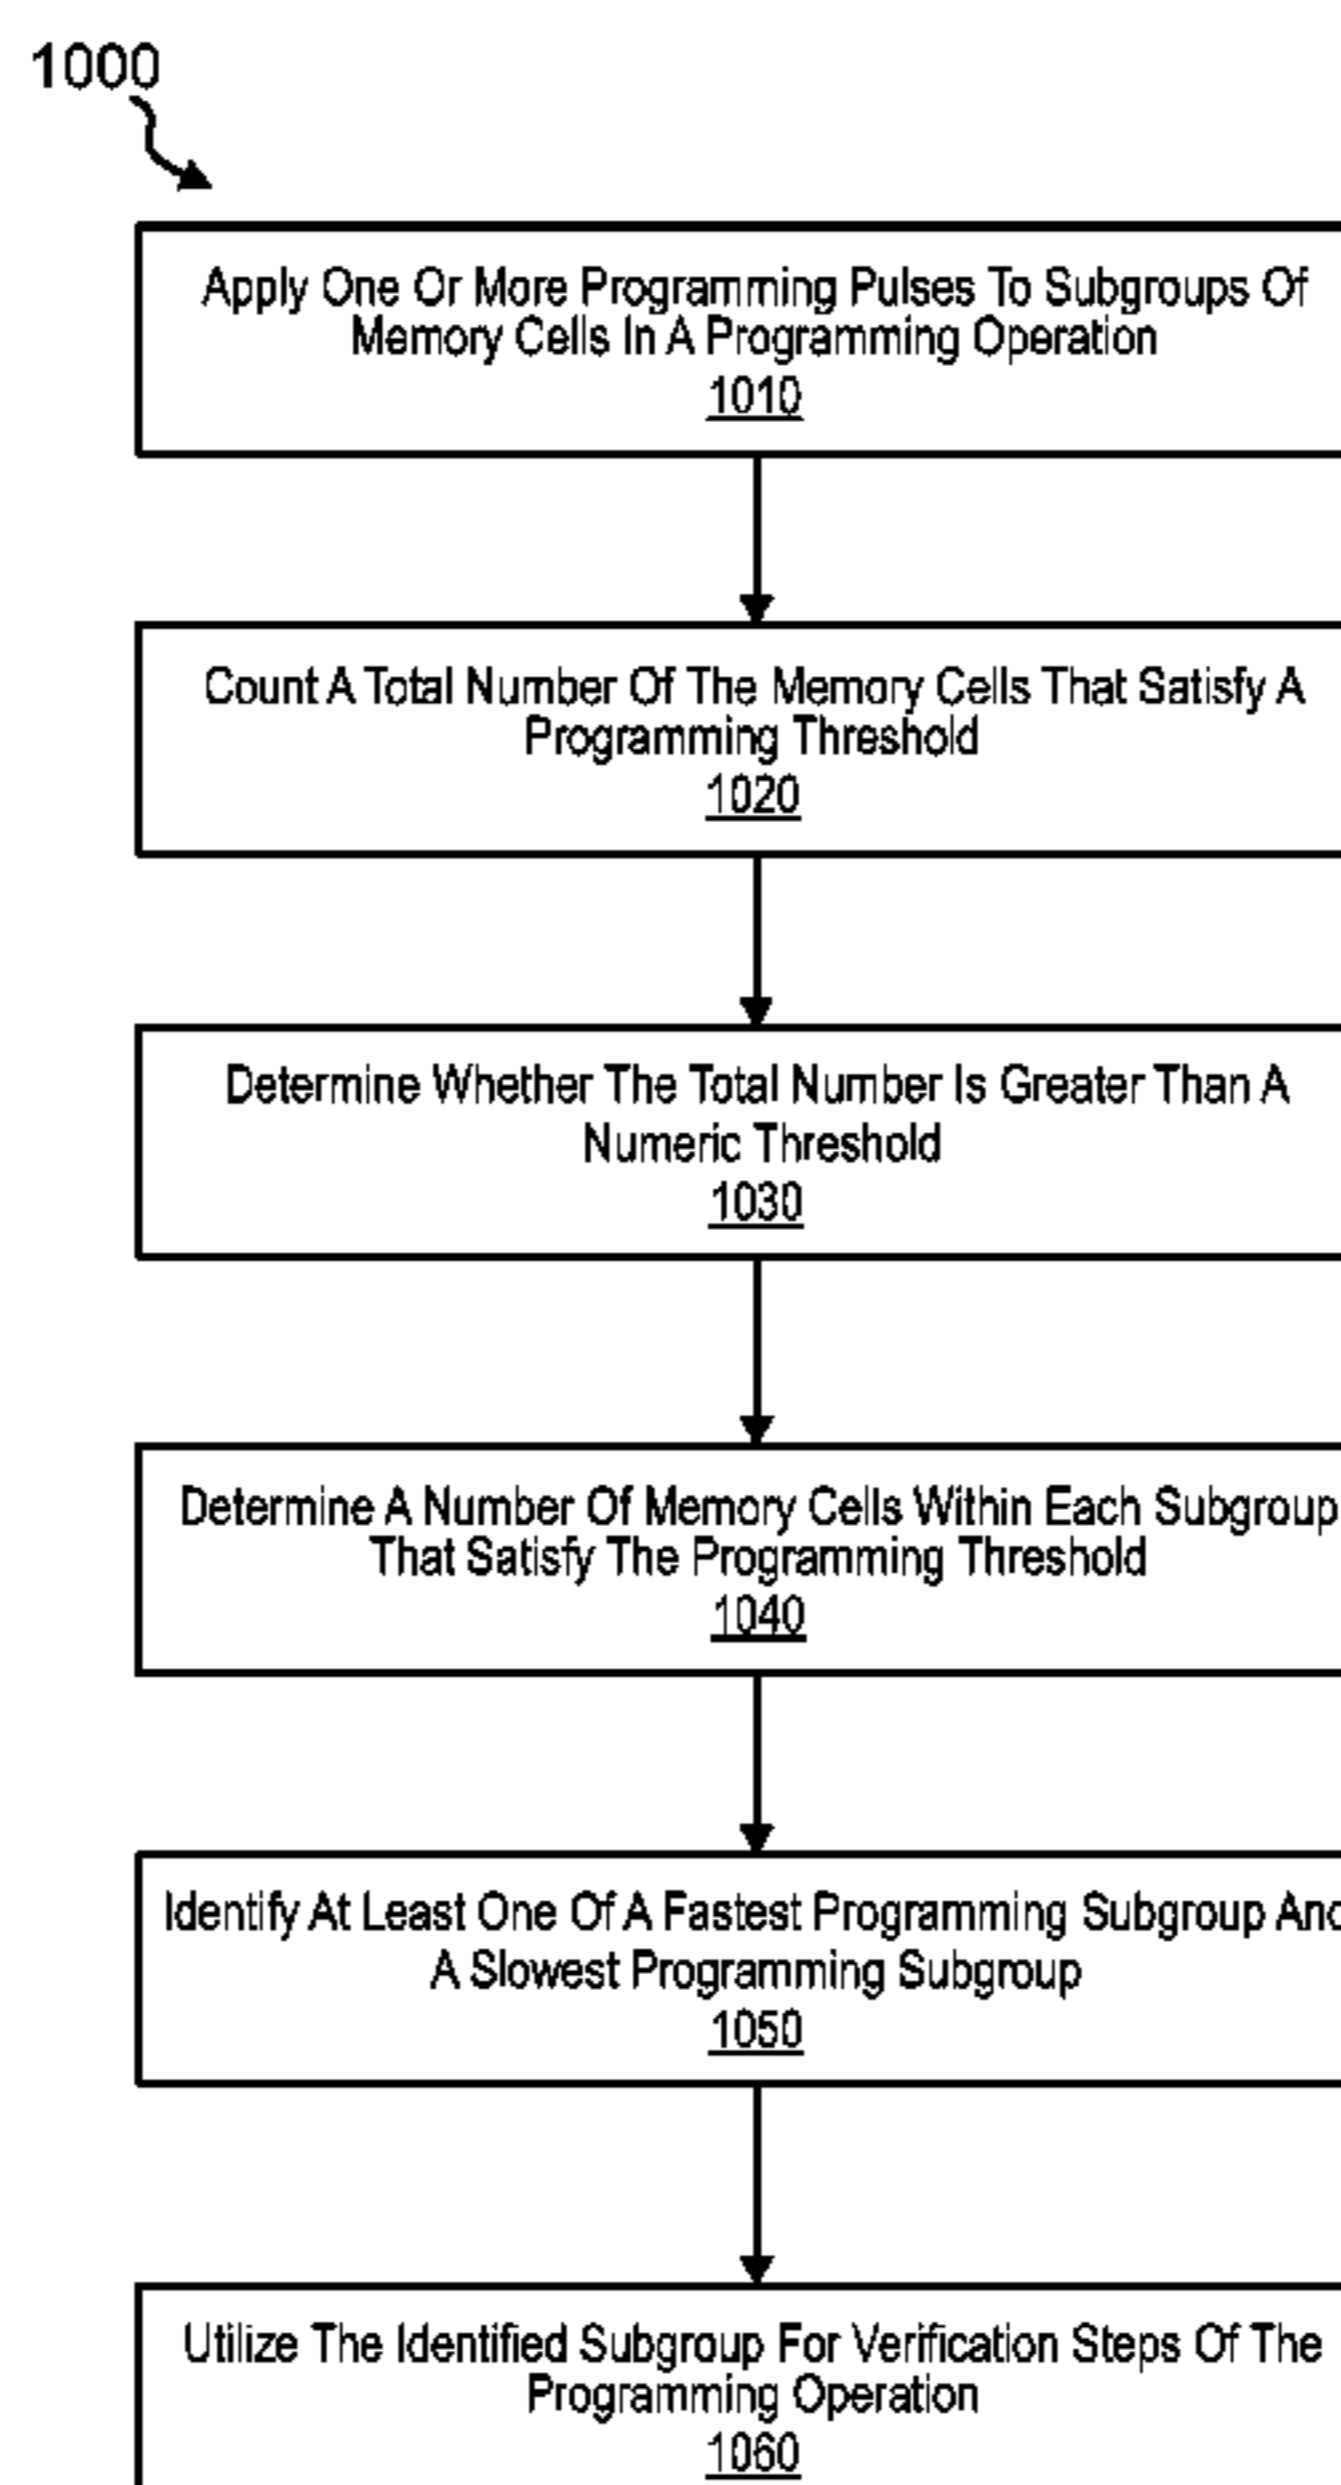 1000
Apply One Or More Programming Pulses To Subgroups Of
Memory Cells In A Programming Operation
1010
Count A Total Number Of The Memory Cells That Satisfy A
Programming Threshold
1020
Determine Whether The Total Number Is Greater Than A
Numeric Threshold
1030
Determine A Number Of Memory Cells Within Each Subgroup
That Satisfy The Programming Threshold
1040
Identify At Least One Of A Fastest Programming Subgroup And
A Slowest Programming Subgroup
1050
Utilize The Identified Subgroup For Verification Steps Of The
Programming Operation
1060